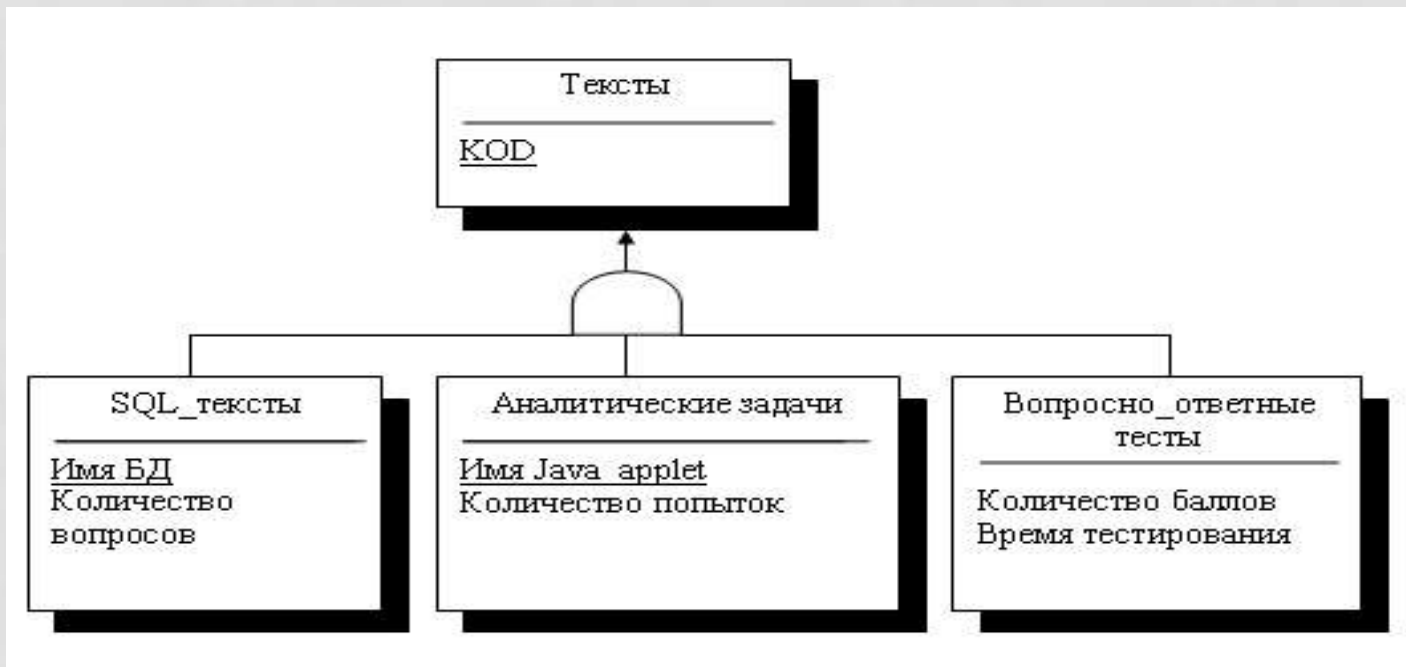 Тексты
KOD
SQL_тексты
Имя БД
Количество
вопросов
Аналитические задачи
Имя Java_applet
Количество попыток
Вопросно_ответные
тесты
Количество баллов
Время тестирования